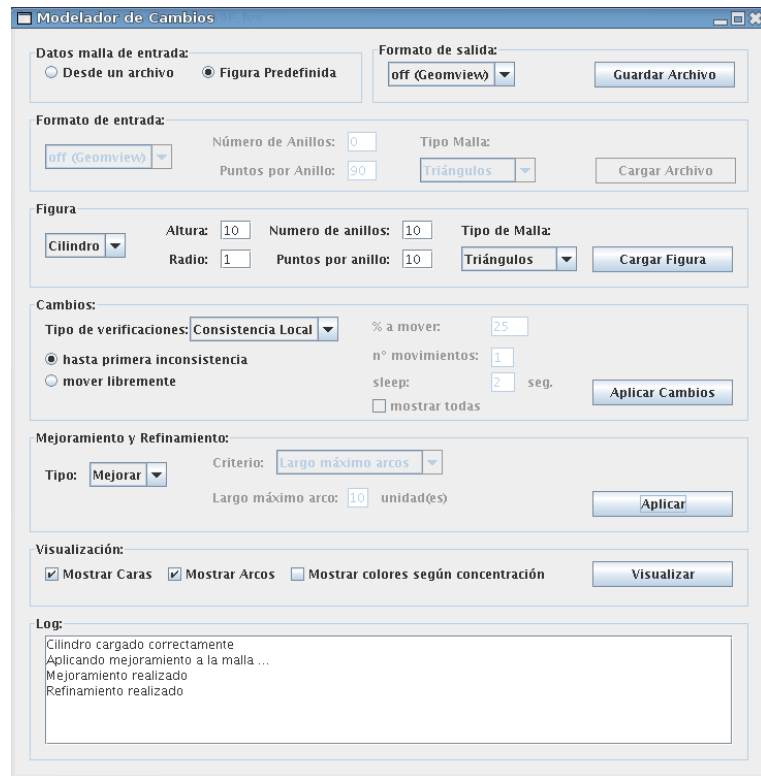 Modelador de Cambios
Datos malla de entrada:
Desde un archivo
Figura Predefinida
Formato de salida:
off (Geomview)
Guardar Archivo
Formato de entrada:
off (Geomview)
Número de Anillos: 0
Puntos por Anillo: 90
Tipo Malla:
Triángulos
Cargar Archivo
Figura
Cilindro
Altura: 10
Radio: 1
Numero de anillos: 10
Puntos por anillo: 10
Tipo de Malla:
Triángulos
Cargar Figura
Cambios:
Tipo de verificaciones: Consistencia Local
hasta primera inconsistencia
mover libremente
% a mover: 25
n° movimientos: 1
sleep: 2 seg.
mostrar todas
Aplicar Cambios
Mejoramiento y Refinamiento:
Tipo: Mejorar
Criterio: Largo máximo arcos
Largo máximo arco: 10 unidad(es)
Aplicar
Visualización:
Mostrar Caras
Mostrar Arcos
Mostrar colores según concentración
Visualizar
Log:
Cilindro cargado correctamente
Aplicando mejoramiento a la malla ...
Mejoramiento realizado
Refinamiento realizado